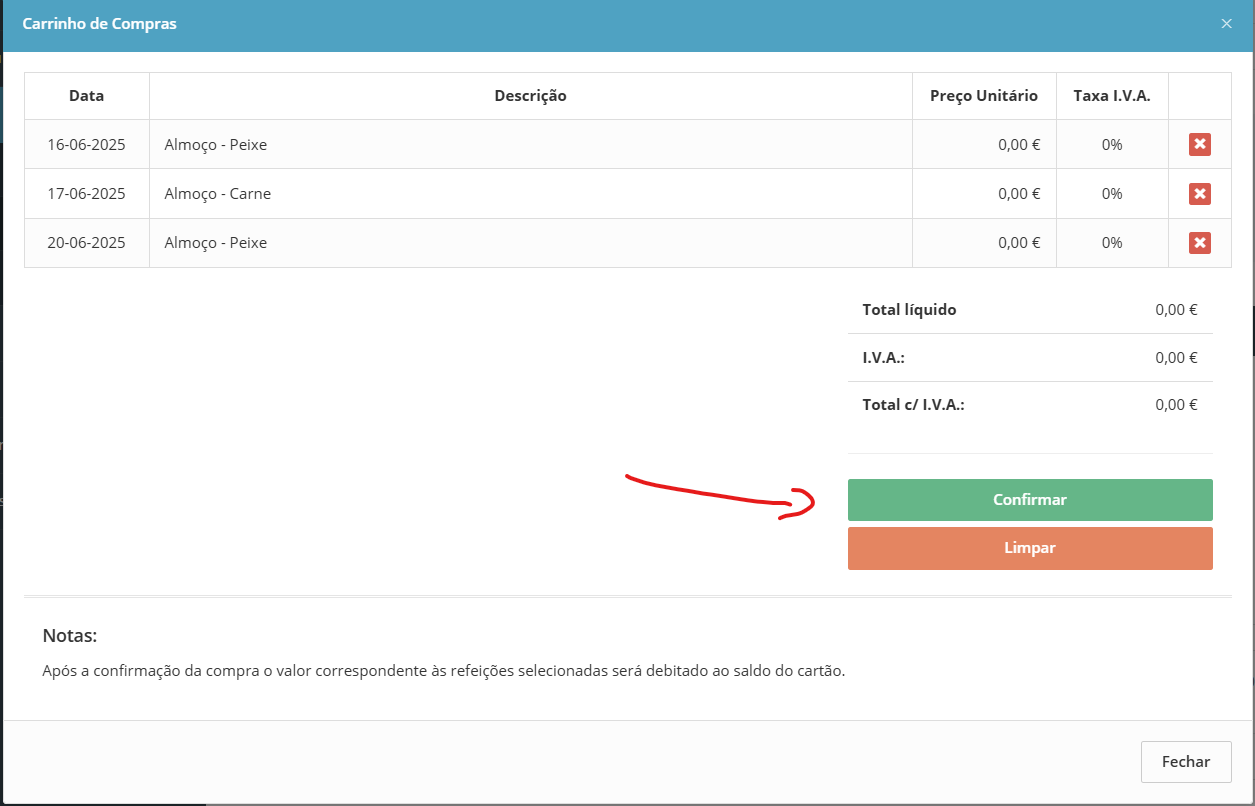 Carrinho de Compras ×
Data Descrição Preço Unitário Taxa I.V.A.
16-06-2025 Almoço - Peixe 0,00 € 0%
17-06-2025 Almoço - Carne 0,00 € 0%
20-06-2025 Almoço - Peixe 0,00 € 0%
Total líquido 0,00 €
I.V.A.: 0,00 €
Total c/ I.V.A.: 0,00 €
Confirmar
Limpar
Notas:
Após a confirmação da compra o valor correspondente às refeições selecionadas será debitado ao saldo do cartão.
Fechar